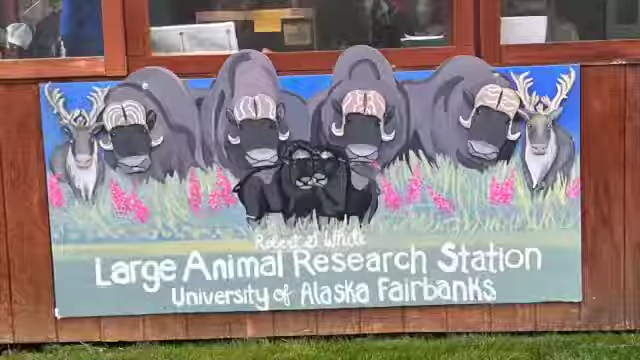 Robert G White
Large Animal Research Station
University of Alaska Fairbanks